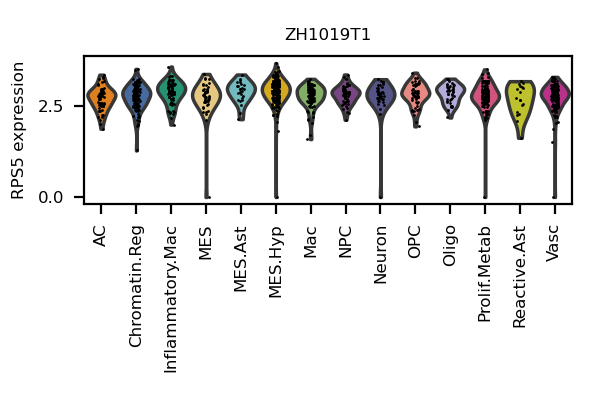 ZH1019T1
RPS5 expression
2.5
0.0
AC
Chromatin.Reg
Inflammatory.Mac
MES
MES.Ast
MES.Hyp
Mac
NPC
Neuron
OPC
Oligo
Prolif.Metab
Reactive.Ast
Vasc